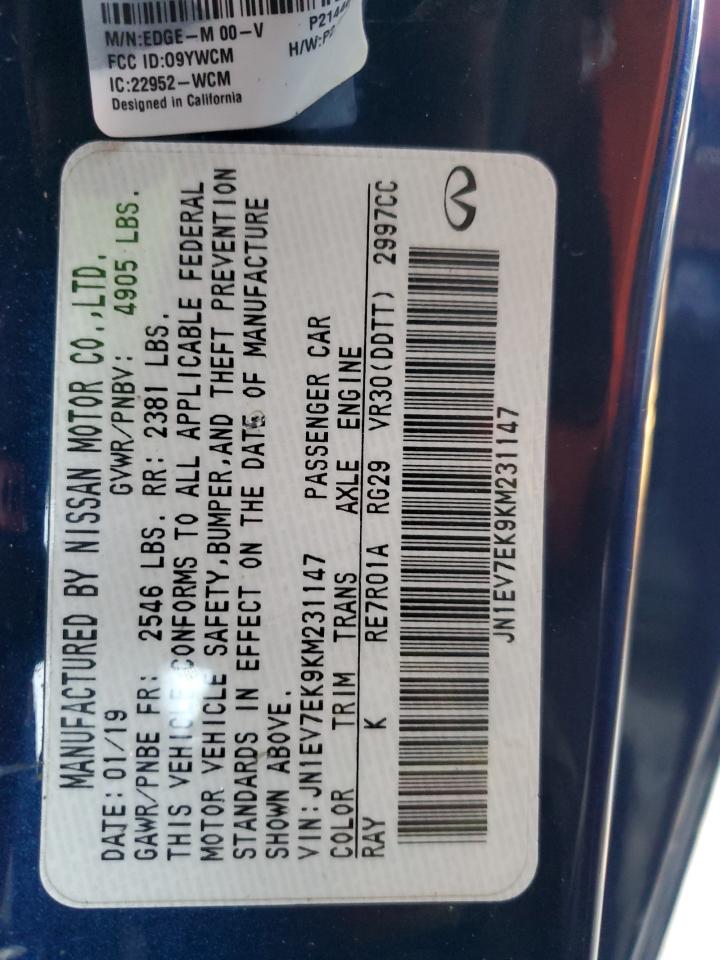 M/N:EDGE-M 00-V
FCC ID:O9YWCM
IC:22952-WCM
Designed in California
MANUFACTURED BY NISSAN MOTOR CO.,LTD.
DATE: 01/19 GVWR/PNBV: 4905 LBS.
GAWR/PNBE FR: 2546 LBS. RR: 2381 LBS.
THIS VEHICLE CONFORMS TO ALL APPLICABLE FEDERAL
MOTOR VEHICLE SAFETY,BUMPER,AND THEFT PREVENTION
STANDARDS IN EFFECT ON THE DATE OF MANUFACTURE
SHOWN ABOVE.
VIN:JN1EV7EK9KM231147 PASSENGER CAR
COLOR TRIM TRANS AXLE ENGINE
RAY K RE7R01A RG29 VR30(DDTT) 2997CC
JN1EV7EK9KM231147